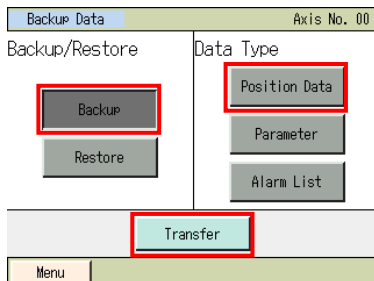 Backup Data
Axis No. 00
Backup/Restore
Data Type
Backup
Restore
Position Data
Parameter
Alarm List
Transfer
Menu